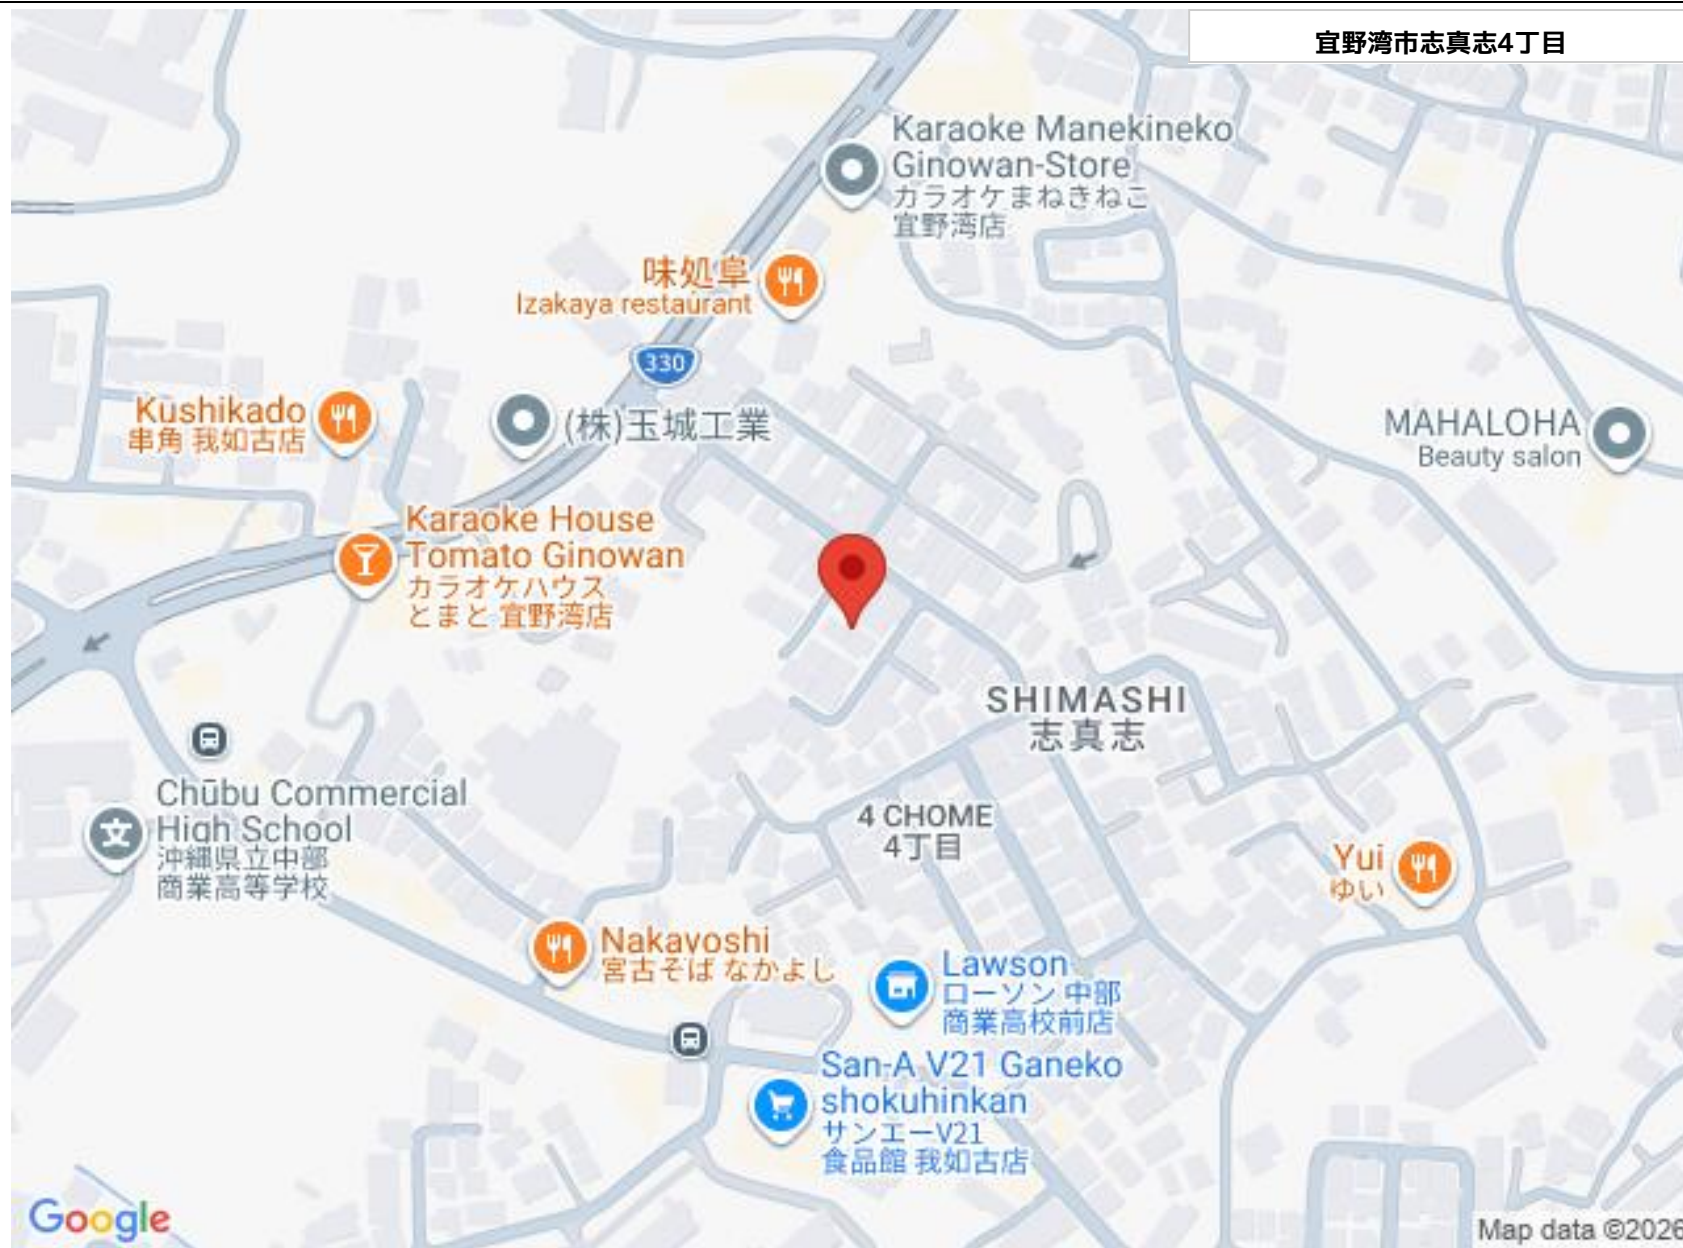 宜野湾市志真志4丁目
Karaoke Manekineko
Ginowan-Store
カラオケまねきねこ
宜野湾店
味処阜
Izakaya restaurant
330
Kushikado
串角 我如古店
(株)玉城工業
MAHALOHA
Beauty salon
Karaoke House
Tomato Ginowan
カラオケハウス
とまと 宜野湾店
SHIMASHI
志真志
Chūbu Commercial
High School
沖縄県立中部
商業高等学校
文
4 CHOME
4丁目
Yui
ゆい
Nakayoshi
宮古そば なかよし
Lawson
ローソン 中部
商業高校前店
San-A V21 Ganeko
shokuhinkan
サンエーV21
食品館 我如古店
Google
Map data ©2026